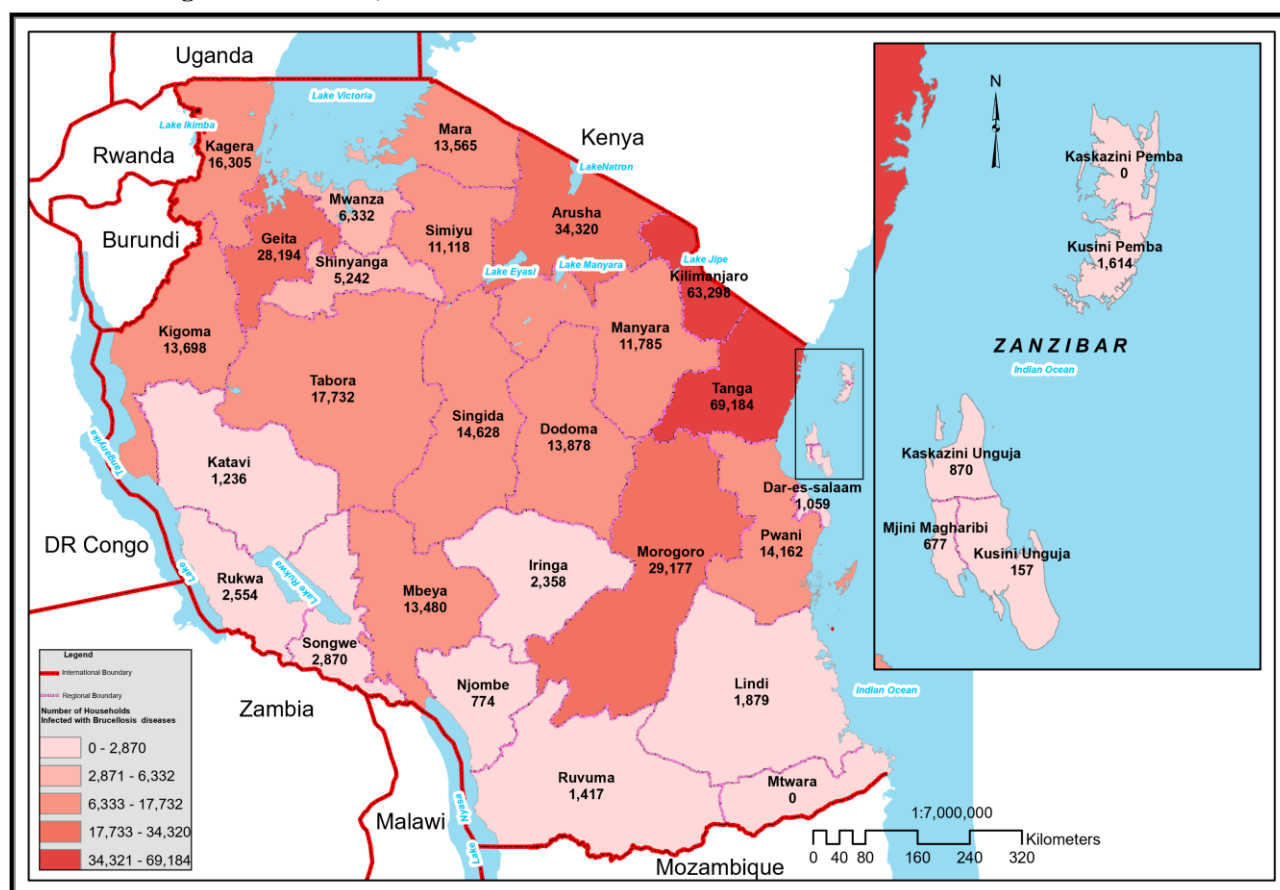 Uganda
Lake Victoria
Lake Ikimba
Kagera
16,305
Mara
13,565
Kenya
Rwanda
LakeNatron
Mwanza
6,332
Arusha
34,320
Burundi
Geita
28,194
Simiyu
11,118
Shinyanga
5,242
Lake Eyasi
Lake Manyara
Lake Jipe
Kilimanjaro
63,298
Kigoma
13,698
Manyara
11,785
Tabora
17,732
Tanga
69,184
Singida
14,628
Dodoma
13,878
Lake Tanganyika
Katavi
1,236
Dar-es-salaam
1,059
DR Congo
Pwani
14,162
Morogoro
29,177
Iringa
2,358
Rukwa
2,554
Lake Rukwa
Mbeya
13,480
Songwe
2,870
Njombe
774
Lindi
1,879
Indian Ocean
Zambia
Ruvuma
1,417
Mtwara
0
Malawi
Lake Nyasa
Mozambique
N
Kaskazini Pemba
0
Kusini Pemba
1,614
ZANZIBAR
Indian Ocean
Kaskazini Unguja
870
Mjini Magharibi
677
Kusini Unguja
157
Legend
International Boundary
Regional Boundary
Number of Households
Infected with Brucellosis diseases
0 - 2,870
2,871 - 6,332
6,333 - 17,732
17,733 - 34,320
34,321 - 69,184
1:7,000,000
Kilometers
0 40 80 160 240 320